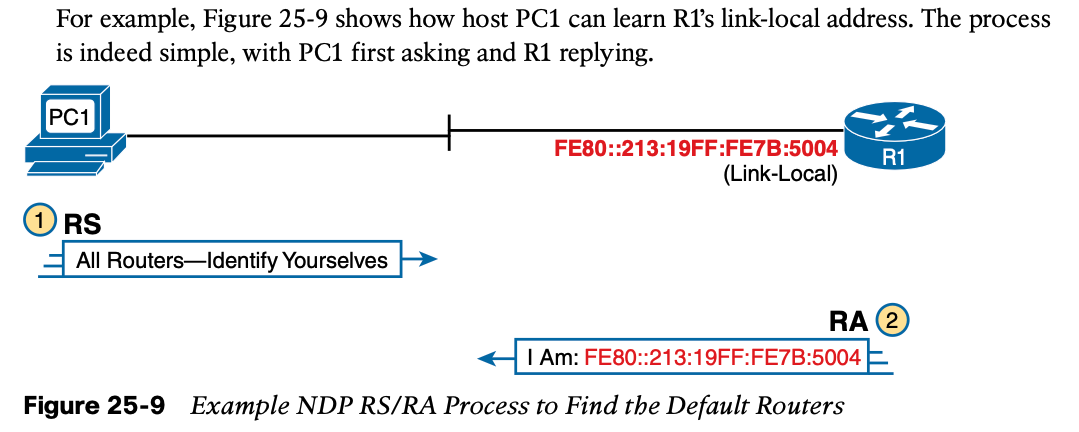 For example, Figure 25-9 shows how host PC1 can learn R1’s link-local address. The process
is indeed simple, with PC1 first asking and R1 replying.
PC1
FE80::213:19FF:FE7B:5004
(Link-Local)
R1
1 RS
All Routers—Identify Yourselves
RA 2
I Am: FE80::213:19FF:FE7B:5004
Figure 25-9 Example NDP RS/RA Process to Find the Default Routers